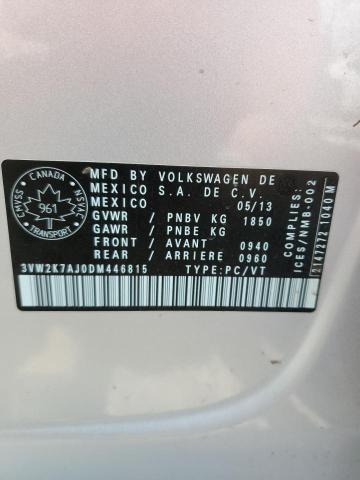 CANADA
CMVSS
NSVAC
961
TRANSPORT
MFD BY VOLKSWAGEN DE
MEXICO S.A. DE C.V.
MEXICO 05/13
GVWR / PNBV KG 1850
GAWR / PNBE KG
FRONT / AVANT 0940
REAR / ARRIERE 0960
3VW2K7AJ0DM446815 TYPE:PC/VT
COMPLIES:
ICES/NMB-002
2147272 1040 M